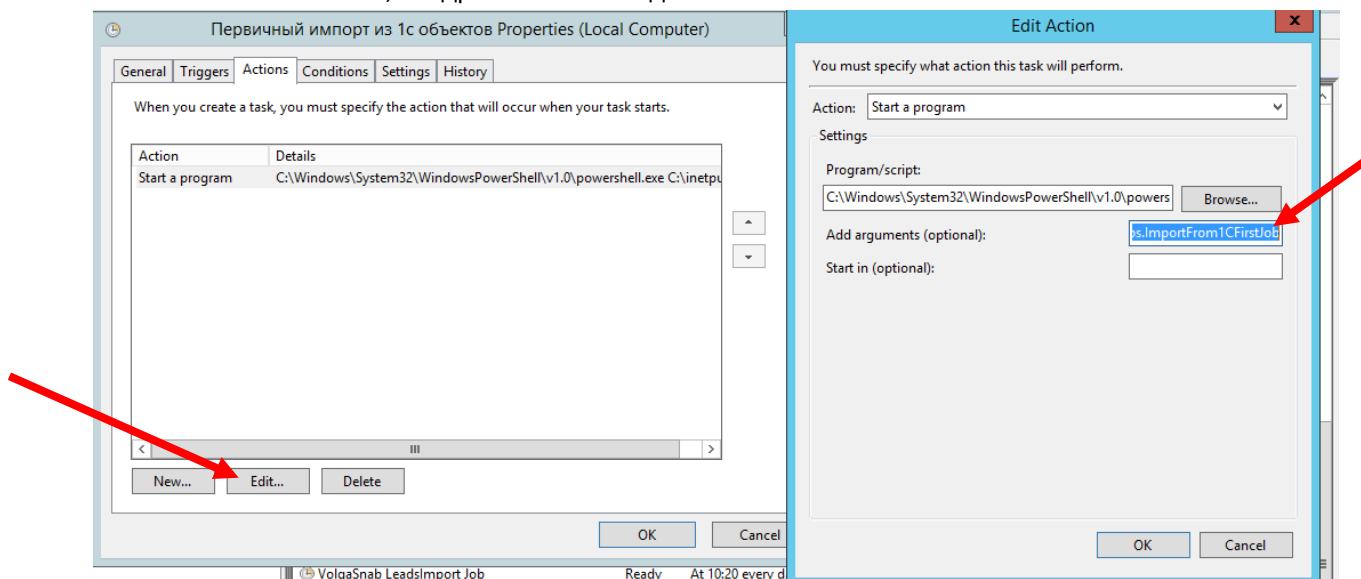 Первичный импорт из 1с объектов Properties (Local Computer)
General Triggers Actions Conditions Settings History
When you create a task, you must specify the action that will occur when your task starts.
Action Details
Start a program C:\Windows\System32\WindowsPowerShell\v1.0\powershell.exe C:\inetpu
New... Edit... Delete
OK Cancel
Edit Action
You must specify what action this task will perform.
Action: Start a program
Settings
Program/script:
C:\Windows\System32\WindowsPowerShell\v1.0\powers Browse...
Add arguments (optional): os.ImportFrom1CFirstJob
Start in (optional):
OK Cancel
VolgaSnab LeadsImport Job Ready At 10:20 every d